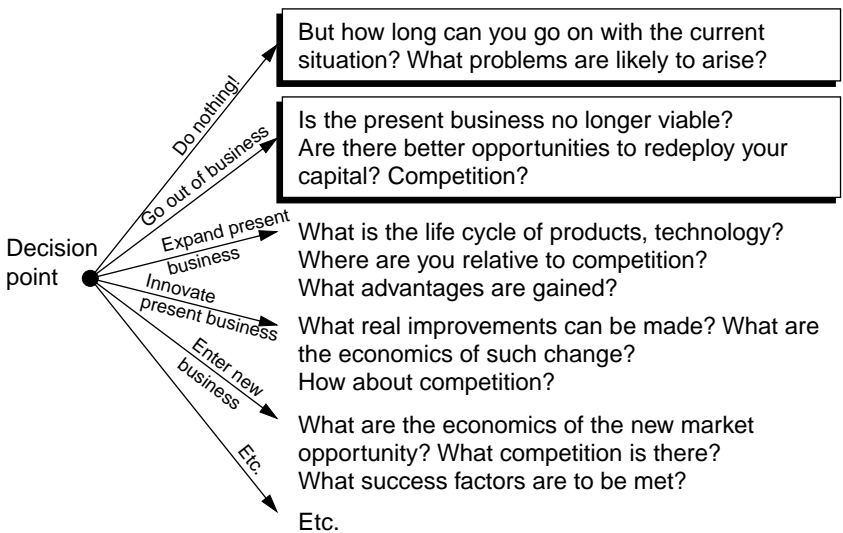 But how long can you go on with the current
situation? What problems are likely to arise?
Do nothing!
Is the present business no longer viable?
Are there better opportunities to redeploy your
capital? Competition?
Go out of business
Decision
point
Expand present
business
What is the life cycle of products, technology?
Where are you relative to competition?
What advantages are gained?
Innovate
present business
What real improvements can be made? What are
the economics of such change?
How about competition?
Enter new
business
What are the economics of the new market
opportunity? What competition is there?
What success factors are to be met?
Etc.
Etc.